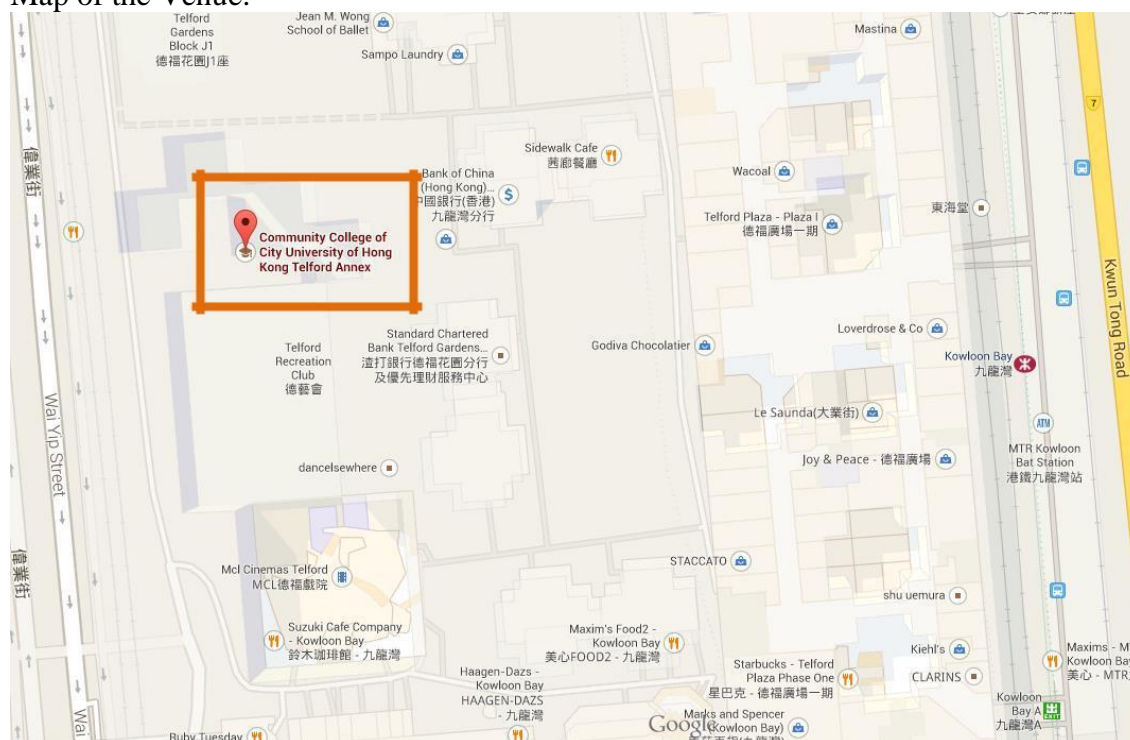 Map of the Venue:
Telford
Gardens
Block J1
德福花園J1座
Jean M. Wong
School of Ballet
Sampo Laundry
Mastina
7
偉業街
Sidewalk Cafe
茜廊餐廳
Bank of China
(Hong Kong)...
中國銀行(香港)
九龍灣分行
$
Wacoal
東海堂
Telford Plaza - Plaza I
德福廣場一期
Community College of
City University of Hong
Kong Telford Annex
Kwun Tong Road
Telford
Recreation
Club
德藝會
Standard Chartered
Bank Telford Gardens...
渣打銀行德福花園分行
及優先理財服務中心
Godiva Chocolatier
Loverdrose & Co
Kowloon Bay
九龍灣
Wai Yip Street
Le Saunda(大業街)
ATM
MTR Kowloon
Bat Station
港鐵九龍灣站
Joy & Peace - 德福廣場
dancelsewhere
偉業街
Mcl Cinemas Telford
MCL德福戲院
STACCATO
shu uemura
Suzuki Cafe Company
- Kowloon Bay
鈴木珈琲館 - 九龍灣
Maxim's Food2 -
Kowloon Bay
美心FOOD2 - 九龍灣
Kiehl's
Maxims - M
Kowloon Bay
美心 - MTR
Haagen-Dazs -
Kowloon Bay
HAAGEN-DAZS
- 九龍灣
Starbucks - Telford
Plaza Phase One
星巴克 - 德福廣場一期
CLARINS
Kowloon
Bay A
九龍灣A
EXIT
Wai
Ruby Tuesday
Google
Marks and Spencer
(Kowloon Bay)